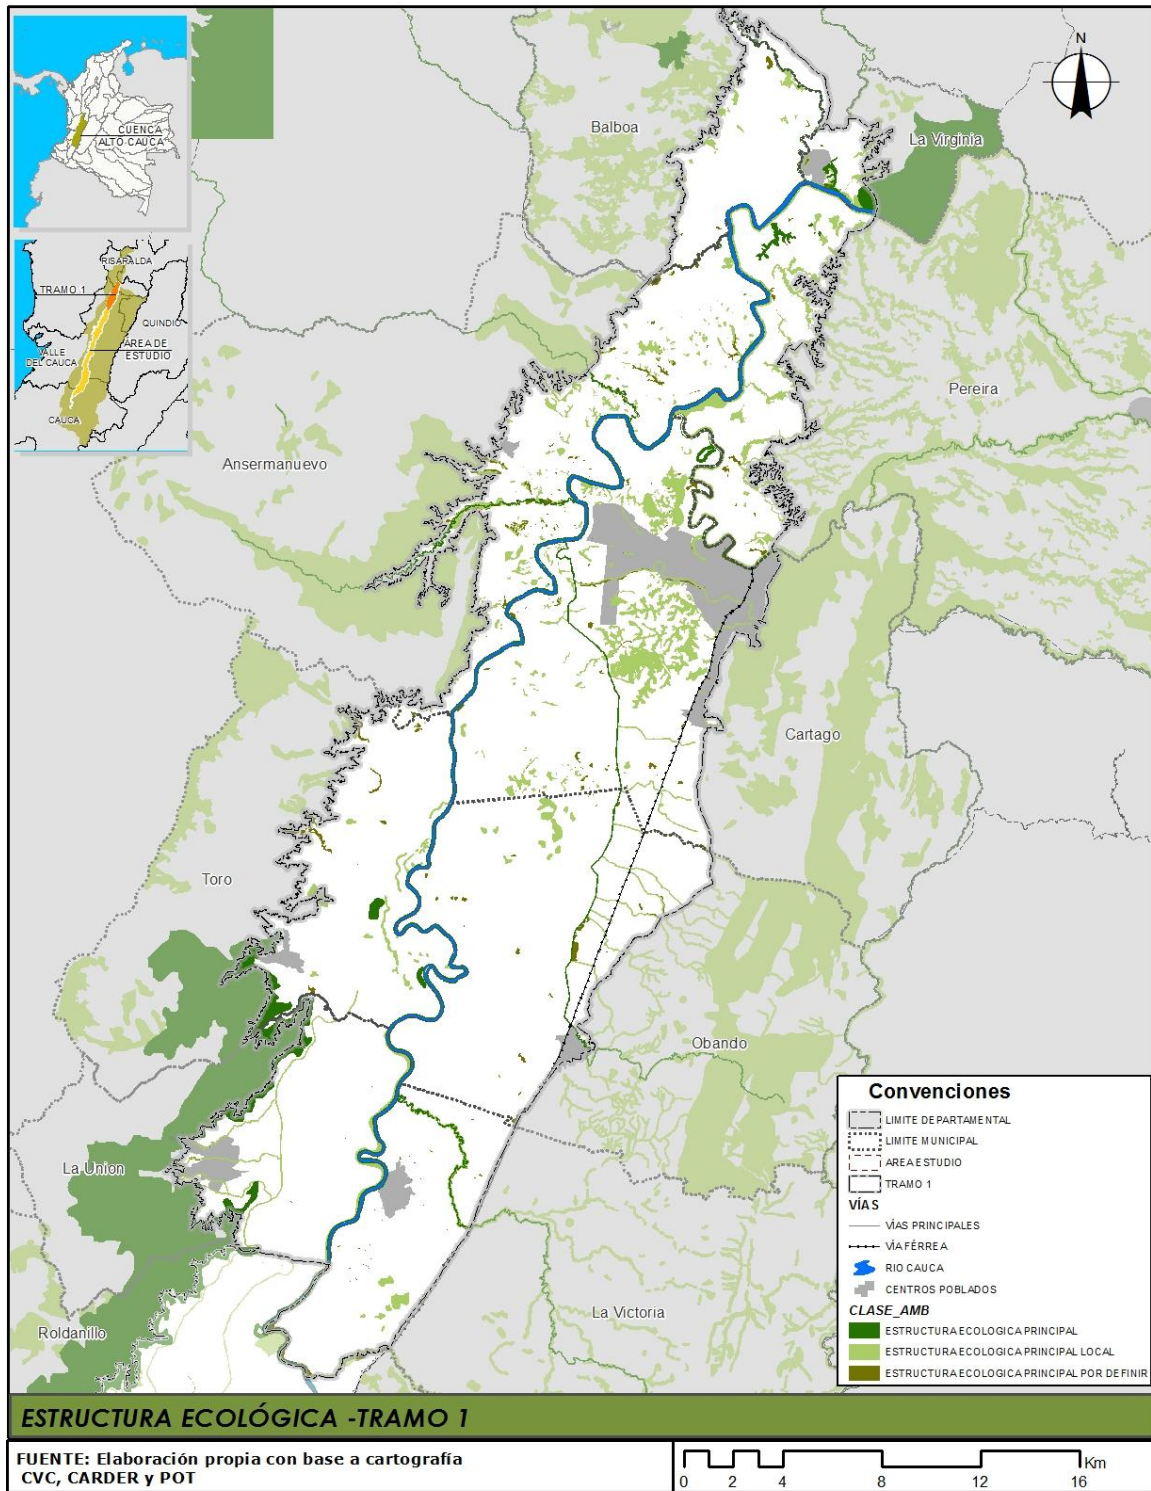 CUENCA
ALTO CAUCA
RISARALDA
TRAMO 1
QUINDIO
VALLE
DEL CAUCA
ÁREA DE
ESTUDIO
CAUCA
N
Balboa
La Virginia
Pereira
Ansermanuevo
Cartago
Toro
Obando
La Union
La Victoria
Roldanillo
Convenciones
LIMITE DEPARTAMENTAL
LIMITE MUNICIPAL
AREA ESTUDIO
TRAMO 1
VÍAS
VÍAS PRINCIPALES
VÍA FÉRREA
RIO CAUCA
CENTROS POBLADOS
CLASE_AMB
ESTRUCTURA ECOLOGICA PRINCIPAL
ESTRUCTURA ECOLOGICA PRINCIPAL LOCAL
ESTRUCTURA ECOLOGICA PRINCIPAL POR DEFINIR
ESTRUCTURA ECOLÓGICA -TRAMO 1
FUENTE: Elaboración propia con base a cartografía
CVC, CARDER y POT
Km
0 2 4 8 12 16